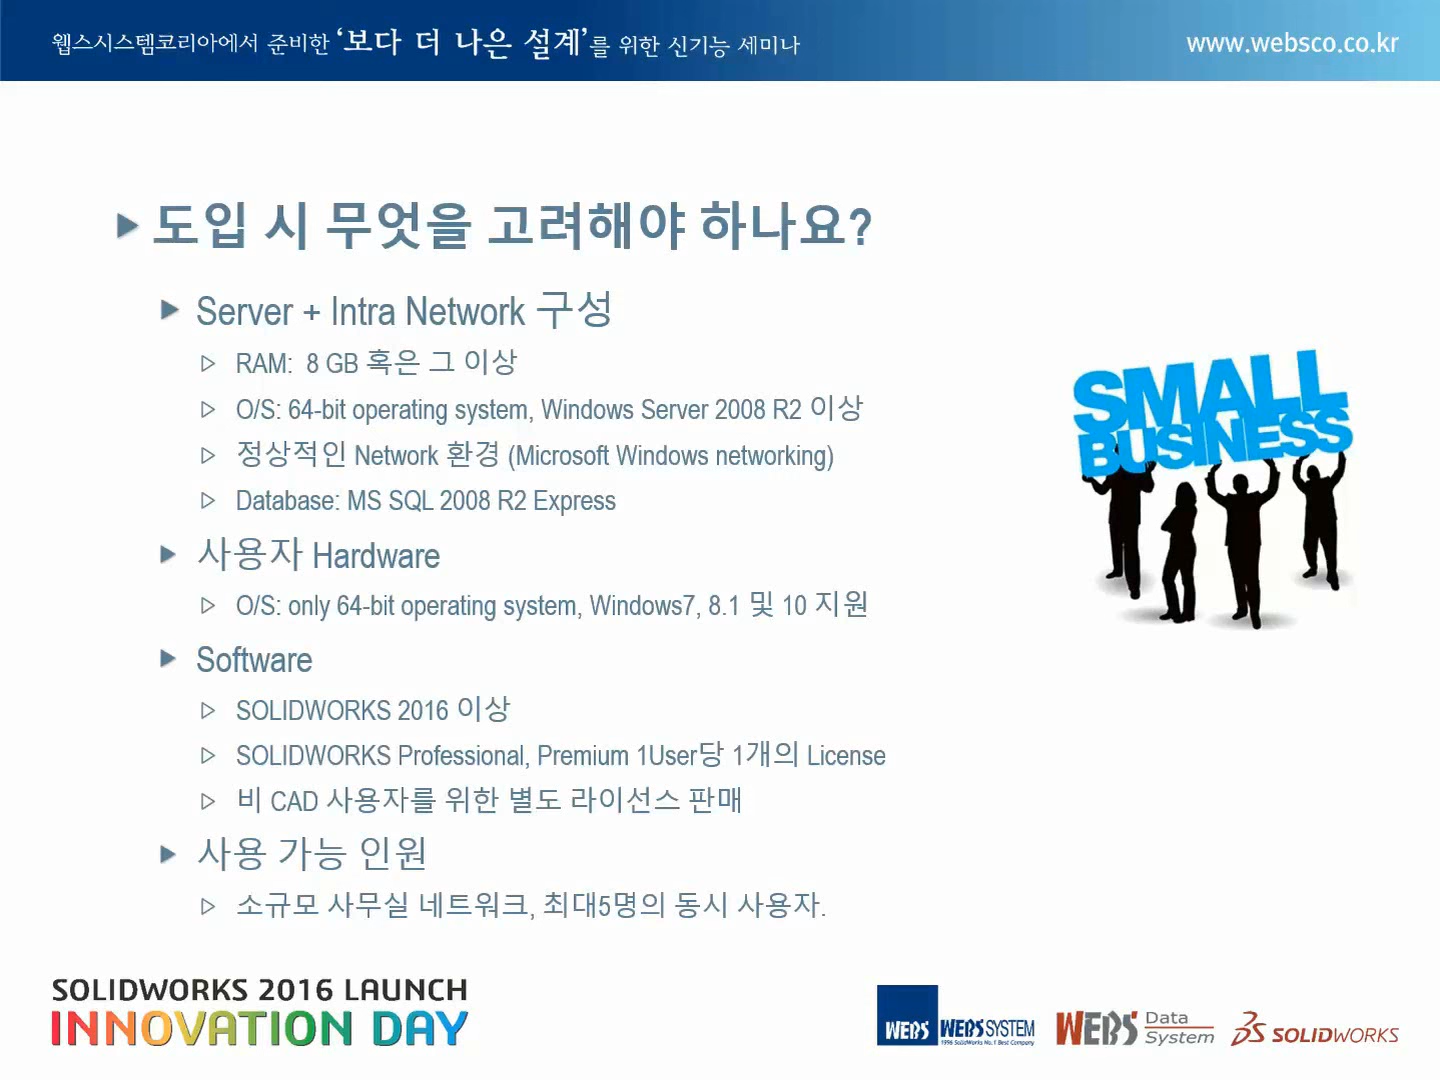 웹스시스템코리아에서 준비한 ‘보다 더 나은 설계’를 위한 신기능 세미나
www.websco.co.kr
도입 시 무엇을 고려해야 하나요?
Server + Intra Network 구성
RAM: 8 GB 혹은 그 이상
O/S: 64-bit operating system, Windows Server 2008 R2 이상
정상적인 Network 환경 (Microsoft Windows networking)
Database: MS SQL 2008 R2 Express
사용자 Hardware
O/S: only 64-bit operating system, Windows7, 8.1 및 10 지원
Software
SOLIDWORKS 2016 이상
SOLIDWORKS Professional, Premium 1User당 1개의 License
비 CAD 사용자를 위한 별도 라이선스 판매
사용 가능 인원
소규모 사무실 네트워크, 최대5명의 동시 사용자.
SMALL
BUSINESS
SOLIDWORKS 2016 LAUNCH
INNOVATION DAY
WEBS
WEBS SYSTEM
1996 SolidWorks No.1 Best Company
WEBS Data System
SOLIDWORKS